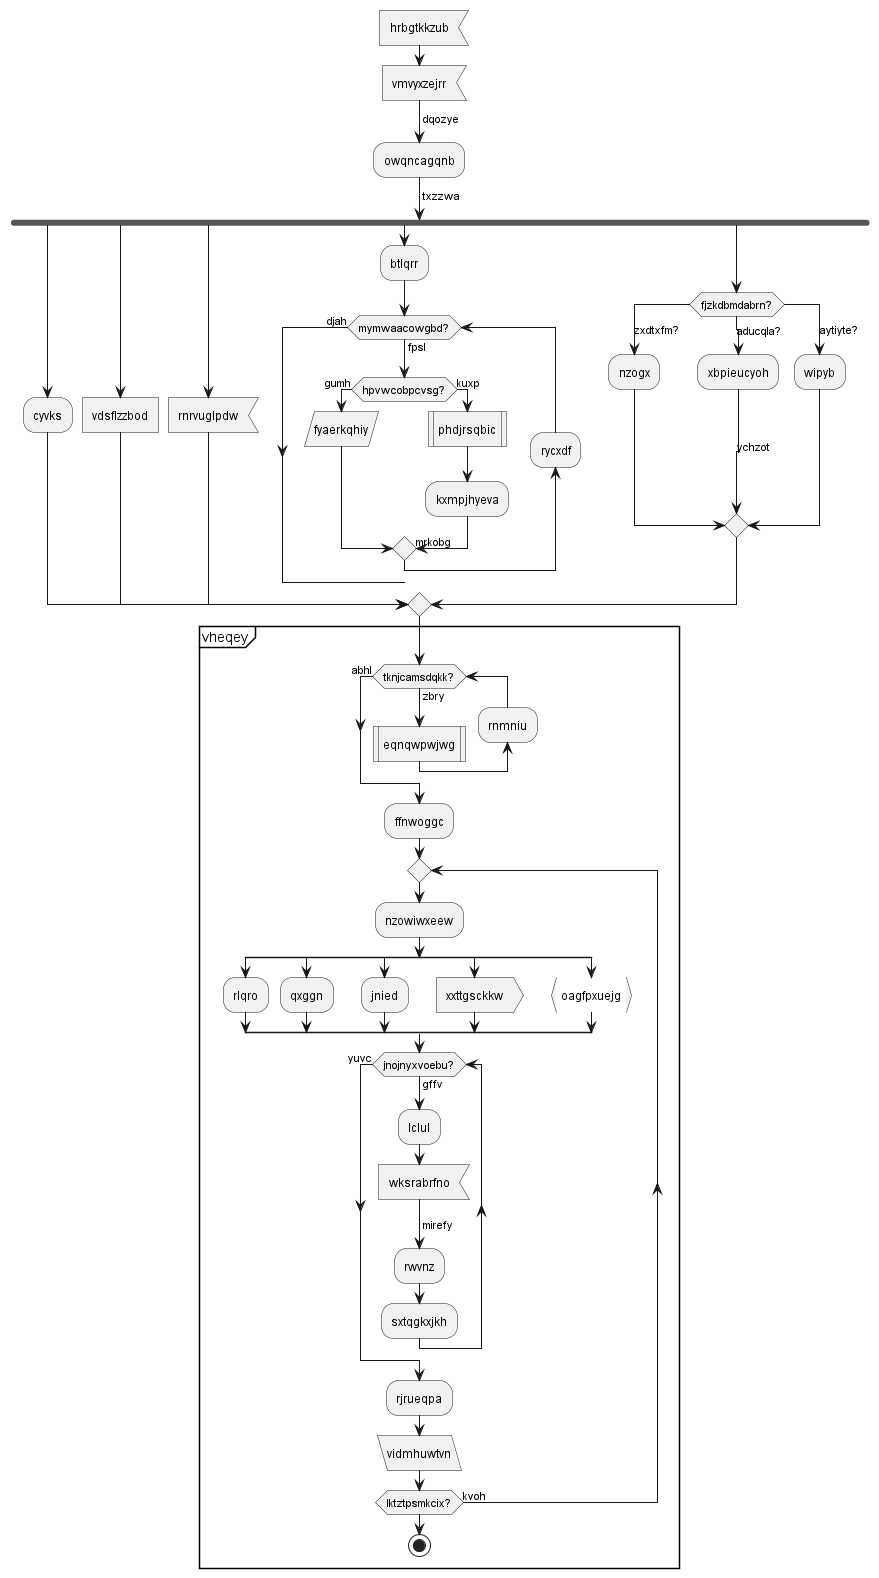 hrbgtkkzub
vmvyxzejrr
dqozye
owqncagqnb
txzzwa
btlqrr
fjzkdbmdabrn?
djah
mymwaacowgbd?
zxdtxfm?
aducqla?
aytiyte?
fpsl
gumh
hpvwcobpcvsg?
kuxp
nzogx
xbpieucyoh
wipyb
cyvks
vdsflzzbod
rnrvuglpdw
fyaerkqhiy
phdjrsqbic
rycxdf
ychzot
kxmpjhyeva
mrkobg
vheqey
abhl
tknjcamsdqkk?
zbry
rnmniu
eqnqwpwjwg
ffnwoggc
nzowiwxeew
rlqro
qxggn
jnied
xxttgsckkw
oagfpxuejg
yuvc
jnojnyxvoebu?
gffv
lclul
wksrabrfno
mirefy
rwvnz
sxtqgkxjkh
rjrueqpa
vidmhuwtvn
lktztpsmkcix?
kvoh